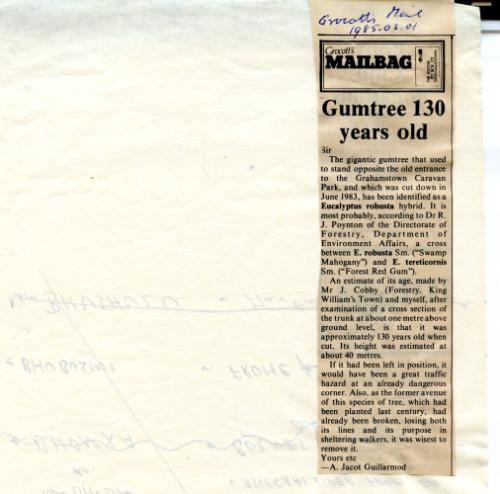 Grocott's Mail
1985.03.01
Grocott's
MAILBAG
Gumtree 130
years old
Sir
The gigantic gumtree that used
to stand opposite the old entrance
to the Grahamstown Caravan
Park, and which was cut down in
June 1983, has been identified as a
Eucalyptus robusta hybrid. It is
most probably, according to Dr R.
J. Poynton of the Directorate of
Forestry, Department of
Environment Affairs, a cross
between E. robusta Sm. ("Swamp
Mahogany") and E. tereticornis
Sm. ("Forest Red Gum").
An estimate of its age, made by
Mr J. Cobby (Forestry, King
William's Town) and myself, after
examination of a cross section of
the trunk at about one metre above
ground level, is that it was
approximately 130 years old when
cut. Its height was estimated at
about 40 metres.
If it had been left in position, it
would have been a great traffic
hazard at an already dangerous
corner. Also, as the former avenue
of this species of tree, which had
been planted last century, had
already been broken, losing both
its lines and its purpose in
sheltering walkers, it was wisest to
remove it.
Yours etc
—A. Jacot Guillarmod